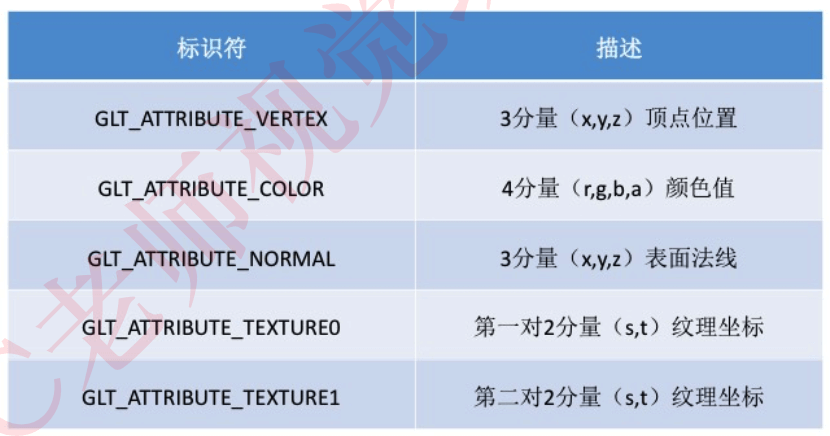 标识符 描述
GLT_ATTRIBUTE_VERTEX 3分量（x,y,z）顶点位置
GLT_ATTRIBUTE_COLOR 4分量（r,g,b,a）颜色值
GLT_ATTRIBUTE_NORMAL 3分量（x,y,z）表面法线
GLT_ATTRIBUTE_TEXTURE0 第一对2分量（s,t）纹理坐标
GLT_ATTRIBUTE_TEXTURE1 第二对2分量（s,t）纹理坐标
C老师视觉